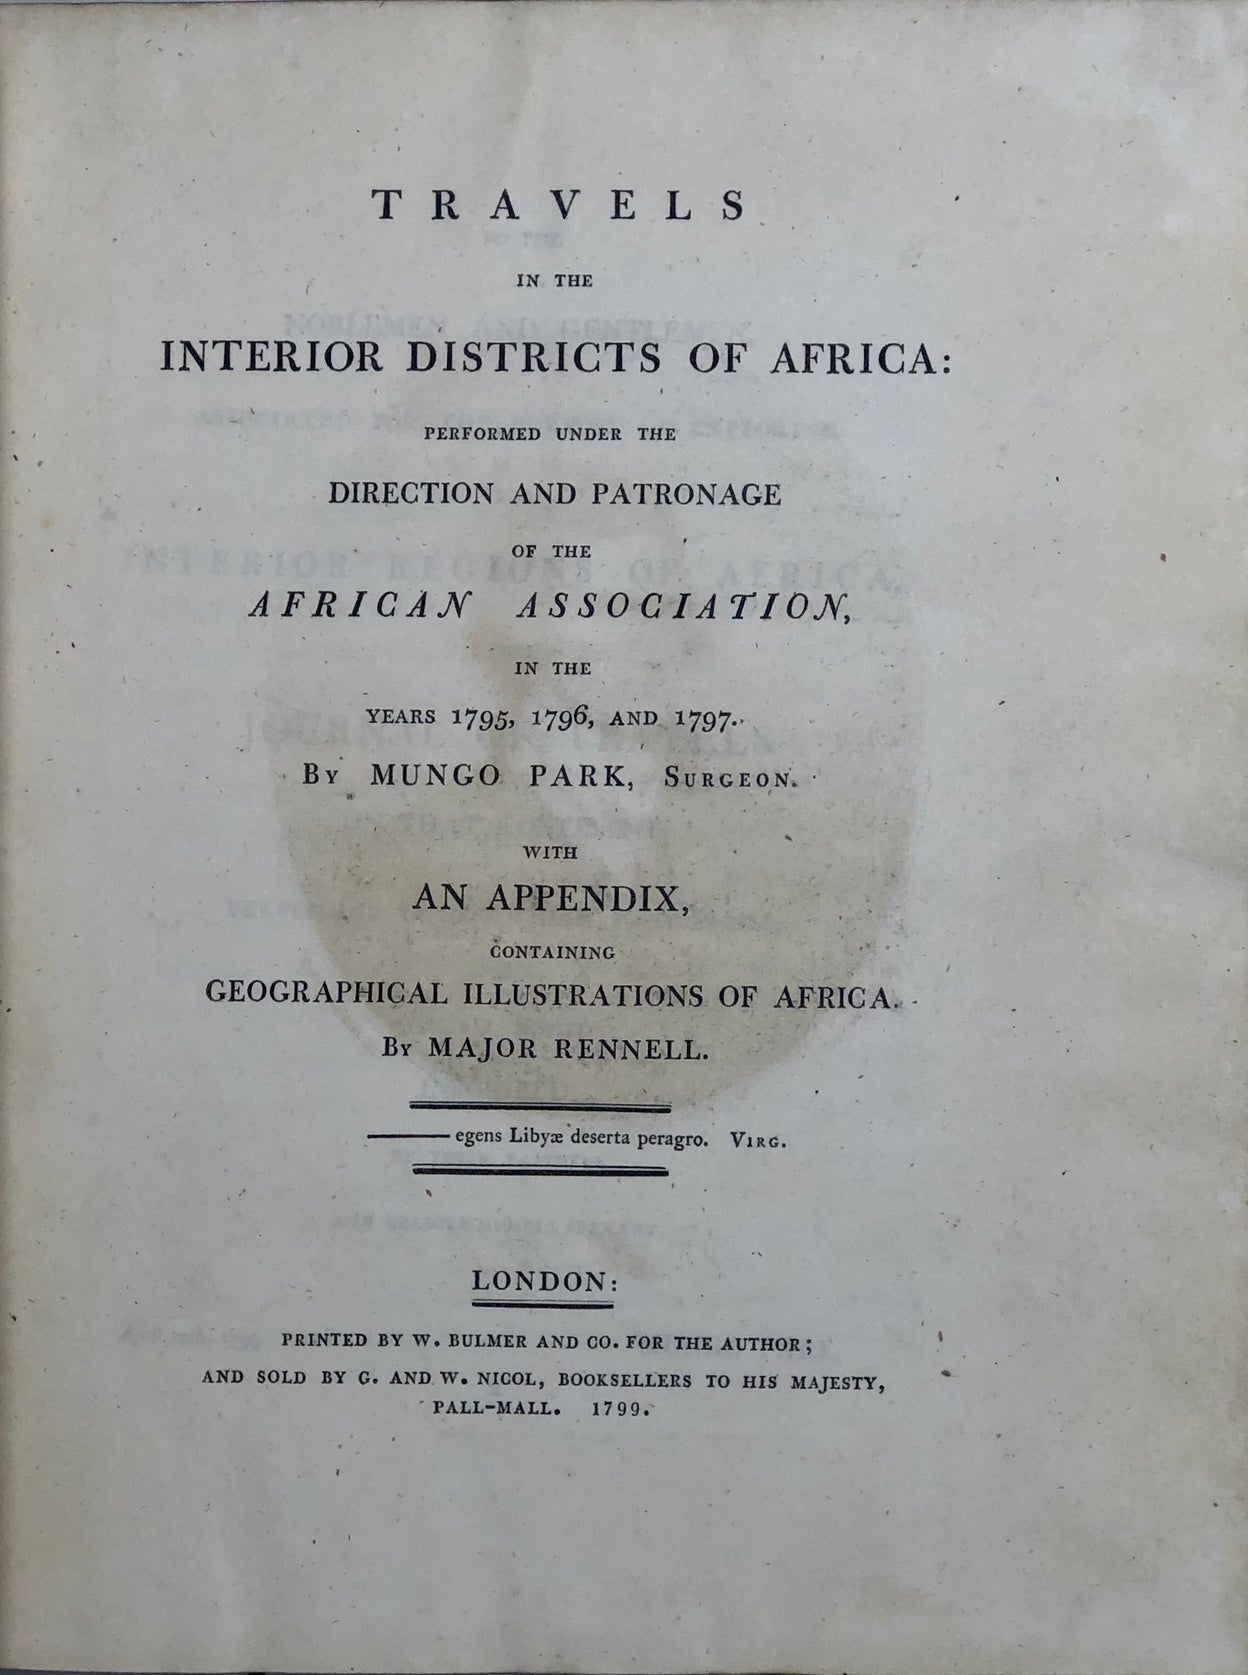 TRAVELS
IN THE
INTERIOR DISTRICTS OF AFRICA:
PERFORMED UNDER THE
DIRECTION AND PATRONAGE
OF THE
AFRICAN ASSOCIATION,
IN THE
YEARS 1795, 1796, AND 1797.
BY MUNGO PARK, SURGEON.
WITH
AN APPENDIX,
CONTAINING
GEOGRAPHICAL ILLUSTRATIONS OF AFRICA.
BY MAJOR RENNELL.
——— egens Libyæ deserta peragro. VIRG.
LONDON:
PRINTED BY W. BULMER AND CO. FOR THE AUTHOR;
AND SOLD BY G. AND W. NICOL, BOOKSELLERS TO HIS MAJESTY,
PALL-MALL. 1799.